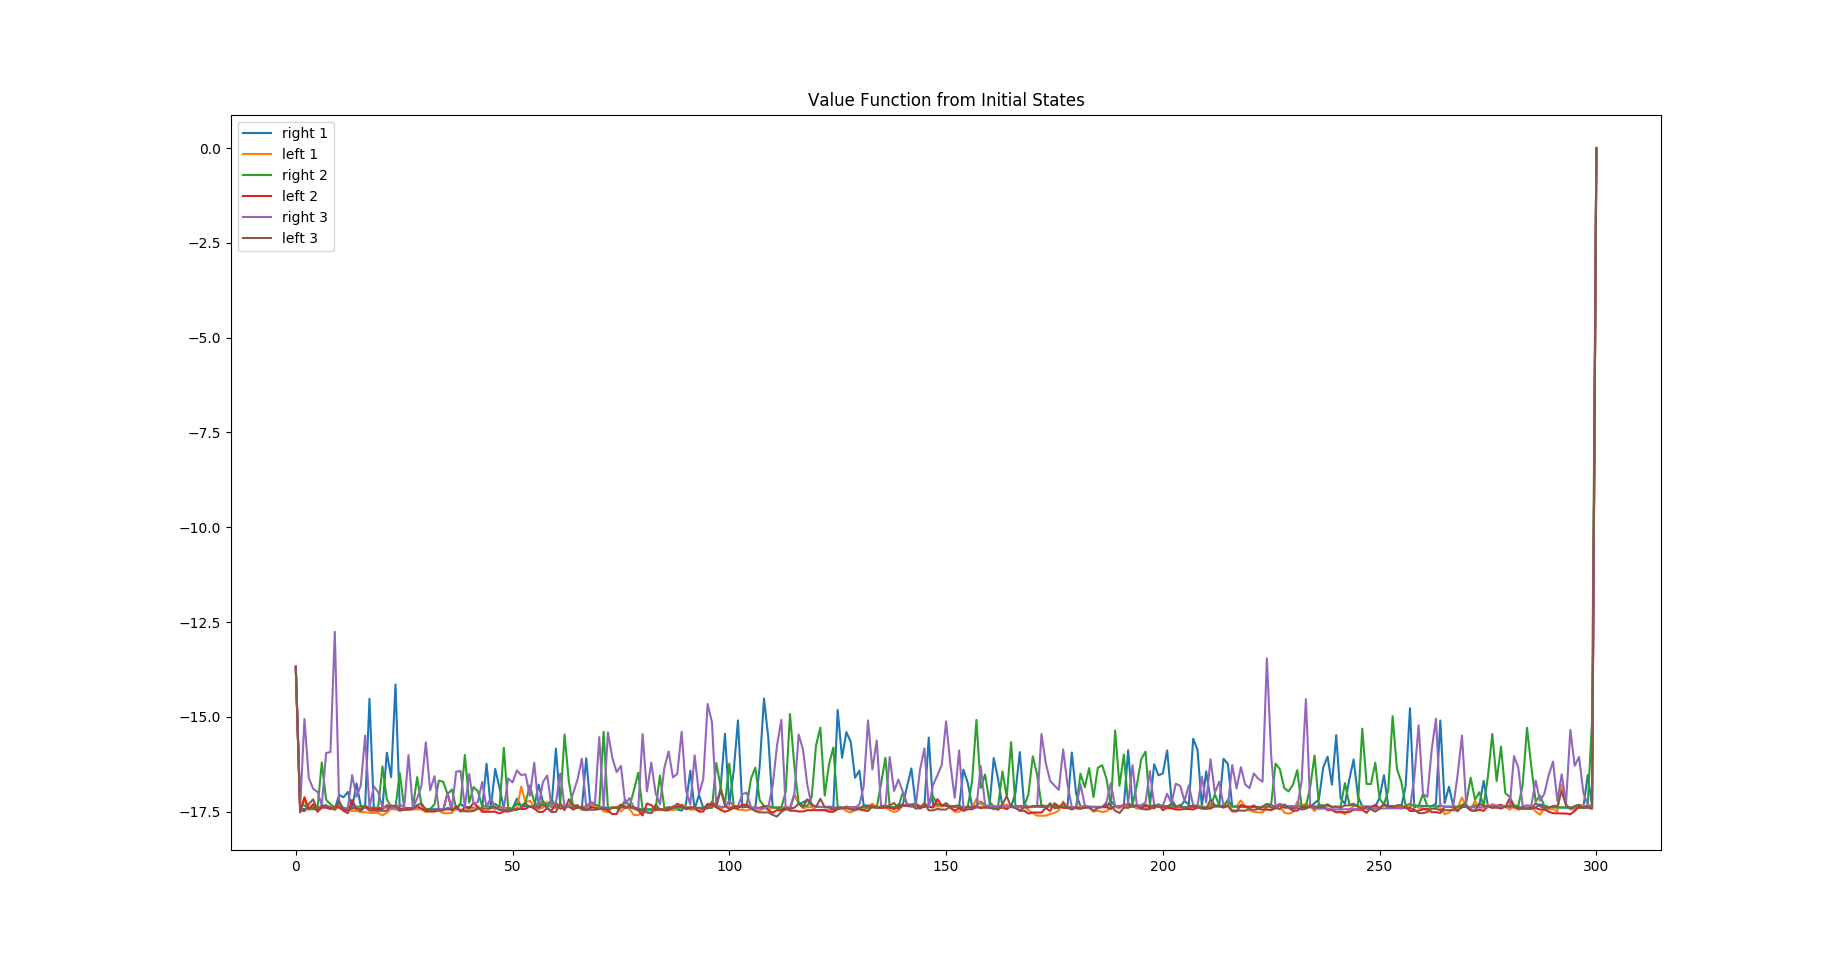 Value Function from Initial States
right 1
left 1
right 2
left 2
right 3
left 3
0.0
−2.5
−5.0
−7.5
−10.0
−12.5
−15.0
−17.5
0 50 100 150 200 250 300